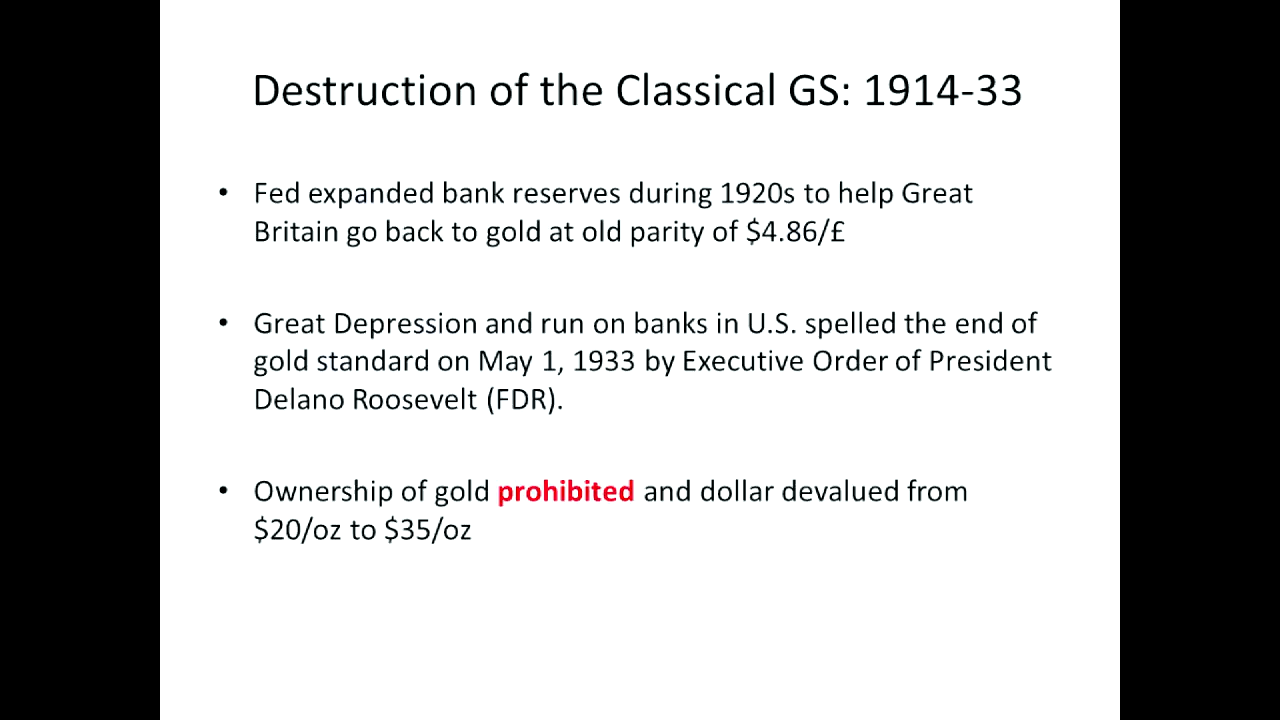 Destruction of the Classical GS: 1914-33
• Fed expanded bank reserves during 1920s to help Great
Britain go back to gold at old parity of $4.86/£
• Great Depression and run on banks in U.S. spelled the end of
gold standard on May 1, 1933 by Executive Order of President
Delano Roosevelt (FDR).
• Ownership of gold prohibited and dollar devalued from
$20/oz to $35/oz